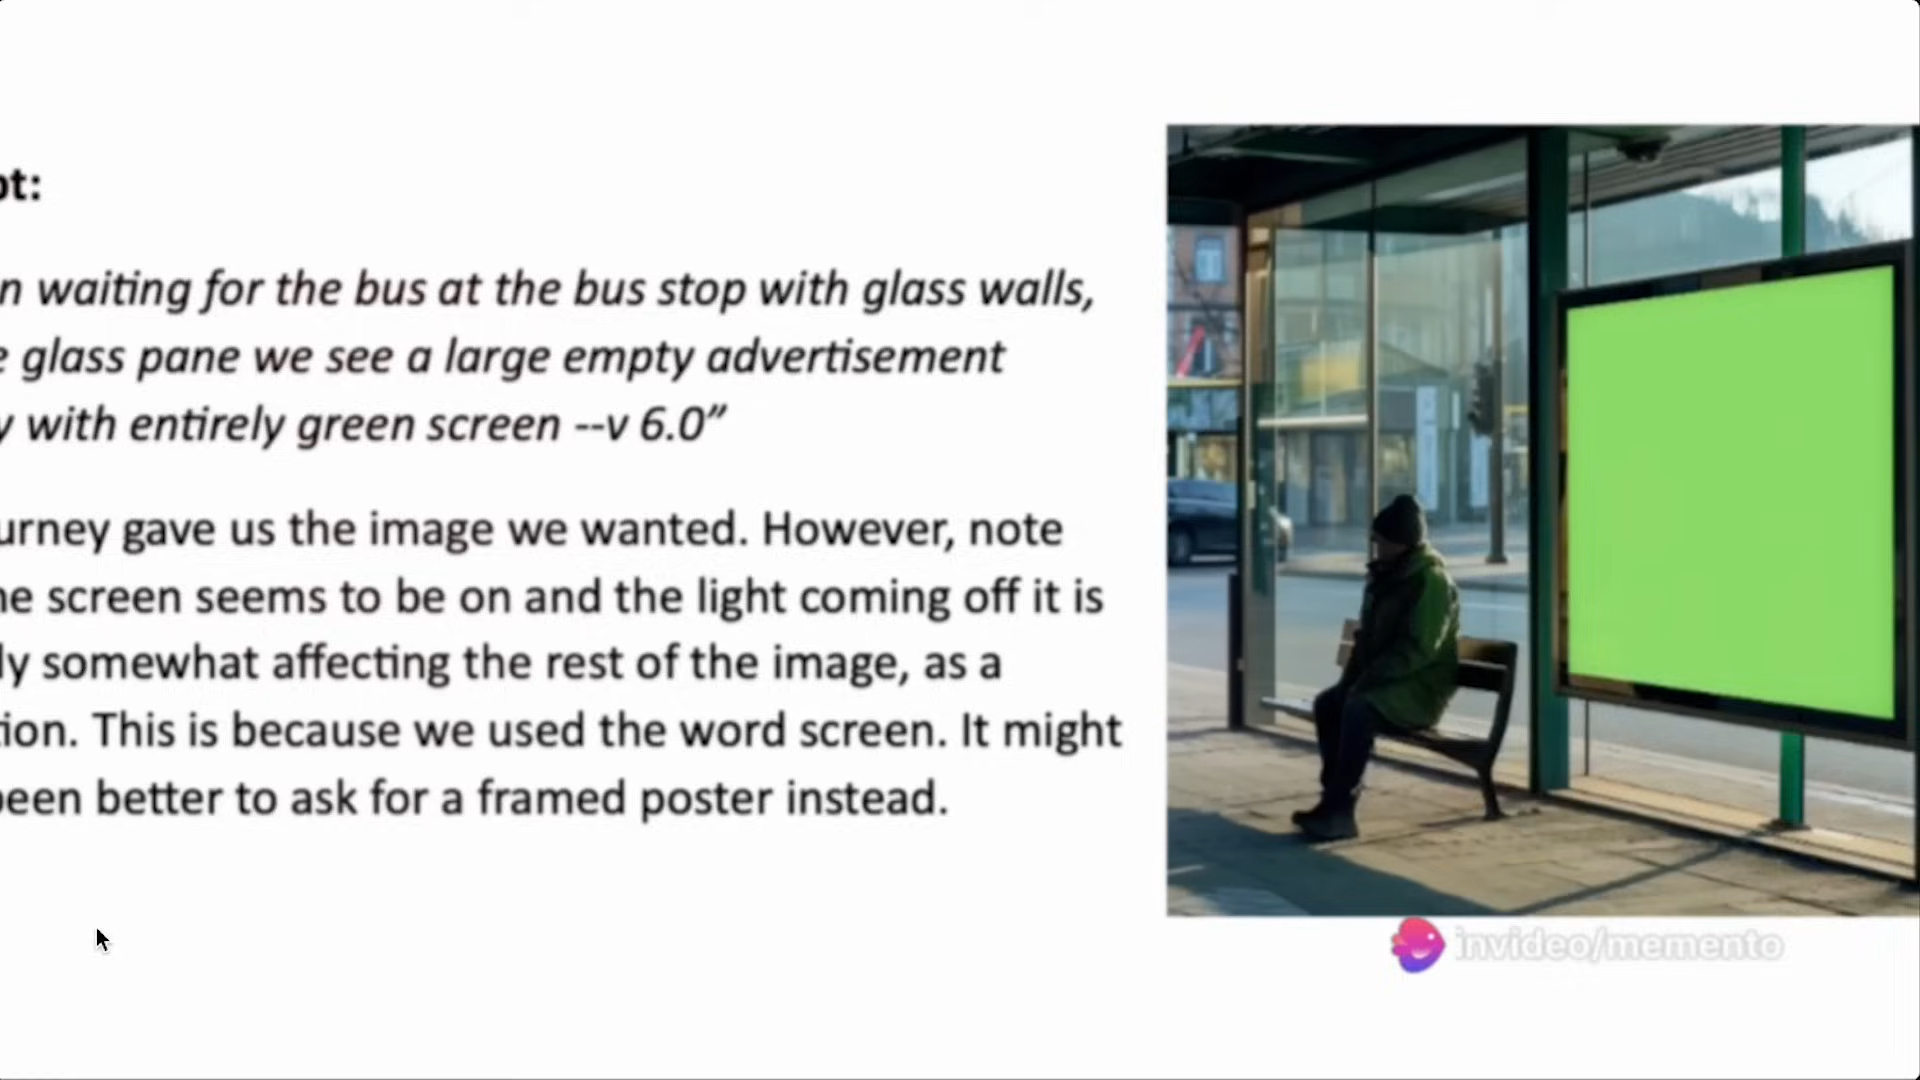 pt:
n waiting for the bus at the bus stop with glass walls,
e glass pane we see a large empty advertisement
y with entirely green screen --v 6.0”
urney gave us the image we wanted. However, note
he screen seems to be on and the light coming off it is
ly somewhat affecting the rest of the image, as a
tion. This is because we used the word screen. It might
been better to ask for a framed poster instead.
invideo/memento